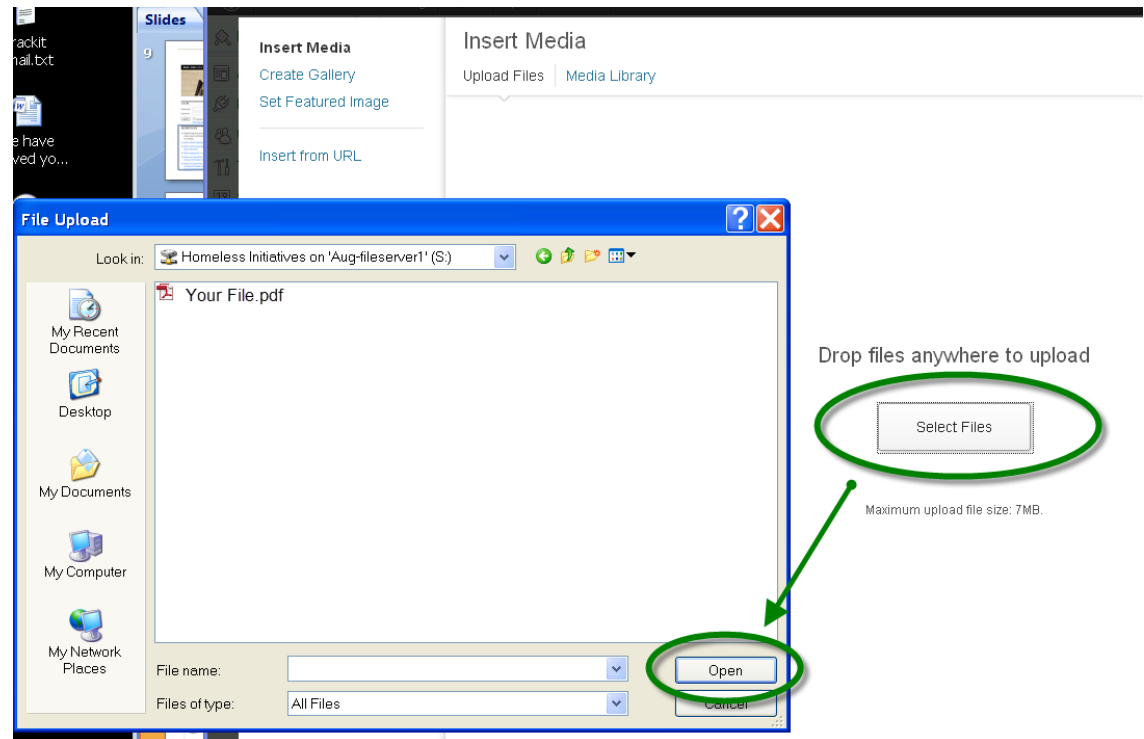 Slides
rackit
nail.txt
9
e have
ved yo...
Insert Media
Create Gallery
Set Featured Image
Insert from URL
Insert Media
Upload Files
Media Library
File Upload
Look in:
Homeless Initiatives on 'Aug-fileserver1' (S:)
Your File.pdf
My Recent
Documents
Desktop
My Documents
My Computer
My Network
Places
File name:
Open
Files of type:
All Files
Cancel
Drop files anywhere to upload
Select Files
Maximum upload file size: 7MB.